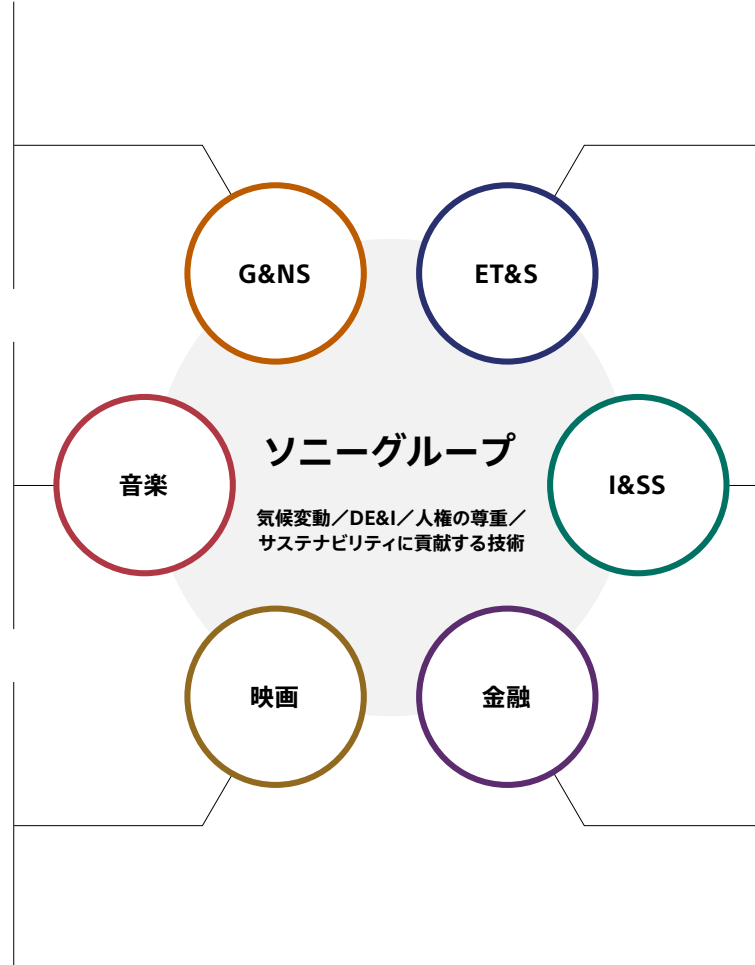 G&NS
ET&S
ソニーグループ
音楽
I&SS
気候変動／DE&I／人権の尊重／
サステナビリティに貢献する技術
映画
金融